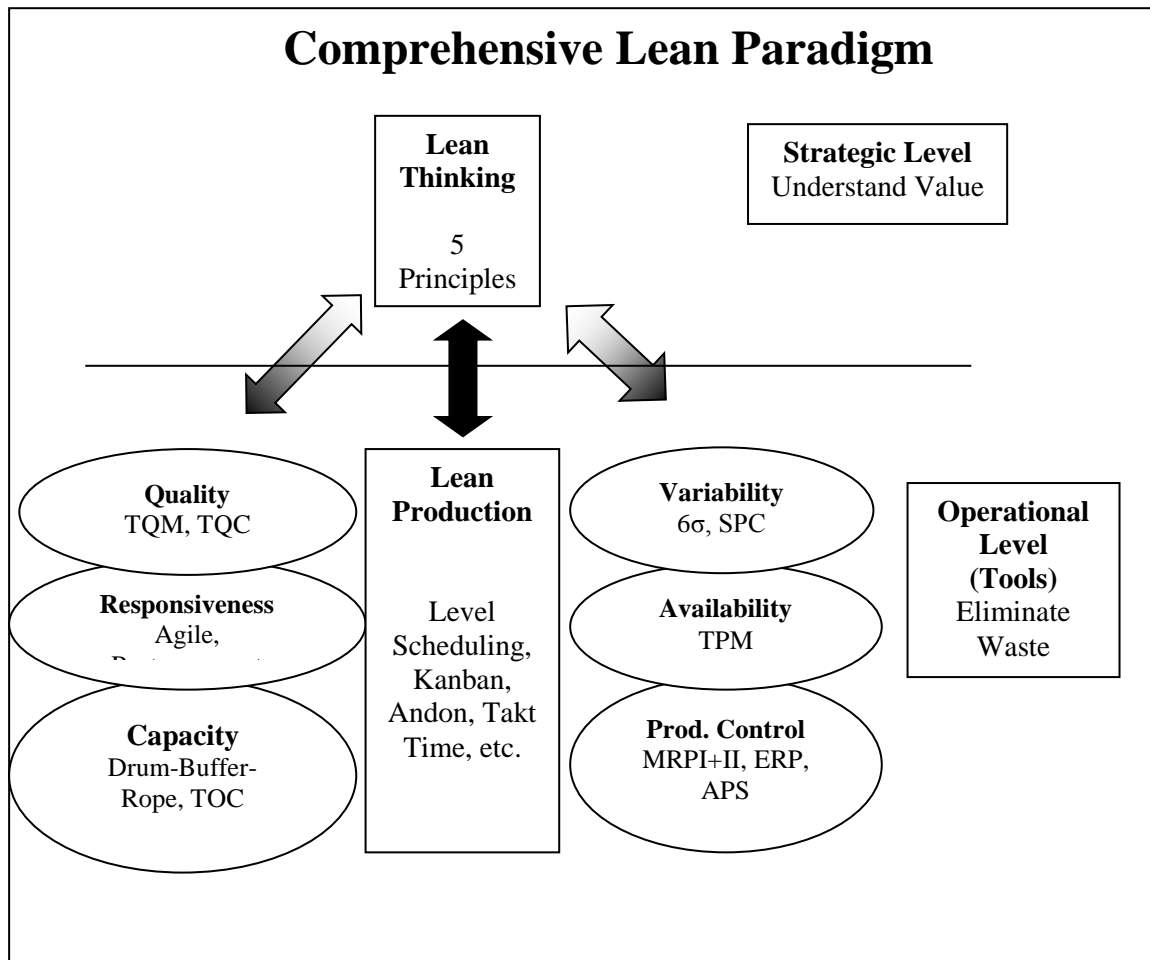 Comprehensive Lean Paradigm
Lean
Thinking
5
Principles
Strategic Level
Understand Value
Quality
TQM, TQC
Responsiveness
Agile,
Capacity
Drum-Buffer-
Rope, TOC
Lean
Production
Level
Scheduling,
Kanban,
Andon, Takt
Time, etc.
Variability
6σ, SPC
Availability
TPM
Prod. Control
MRPI+II, ERP,
APS
Operational
Level
(Tools)
Eliminate
Waste